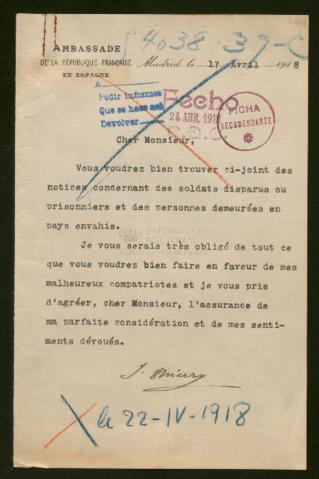 4038·39-C
AMBASSADE
DE LA RÉPUBLIQUE FRANÇAISE
EN ESPAGNE
Madrid, le 17 Avril 1918
A
Pedir informes
Que se hace así
Devolver
Fecho
24 ABR. 1918
FICHA
RECOMENDANTE
Cher Monsieur,
Vous voudrez bien trouver ci-joint des
notices concernant des soldats disparus ou
prisonniers et des personnes demeurées en
pays envahis.
Je vous serais très obligé de tout ce
que vous voudrez bien faire en faveur de mes
malheureux compatriotes et je vous prie
d'agréer, cher Monsieur, l'assurance de
ma parfaite considération et de mes senti-
ments dévoués.
le 22-IV-1918